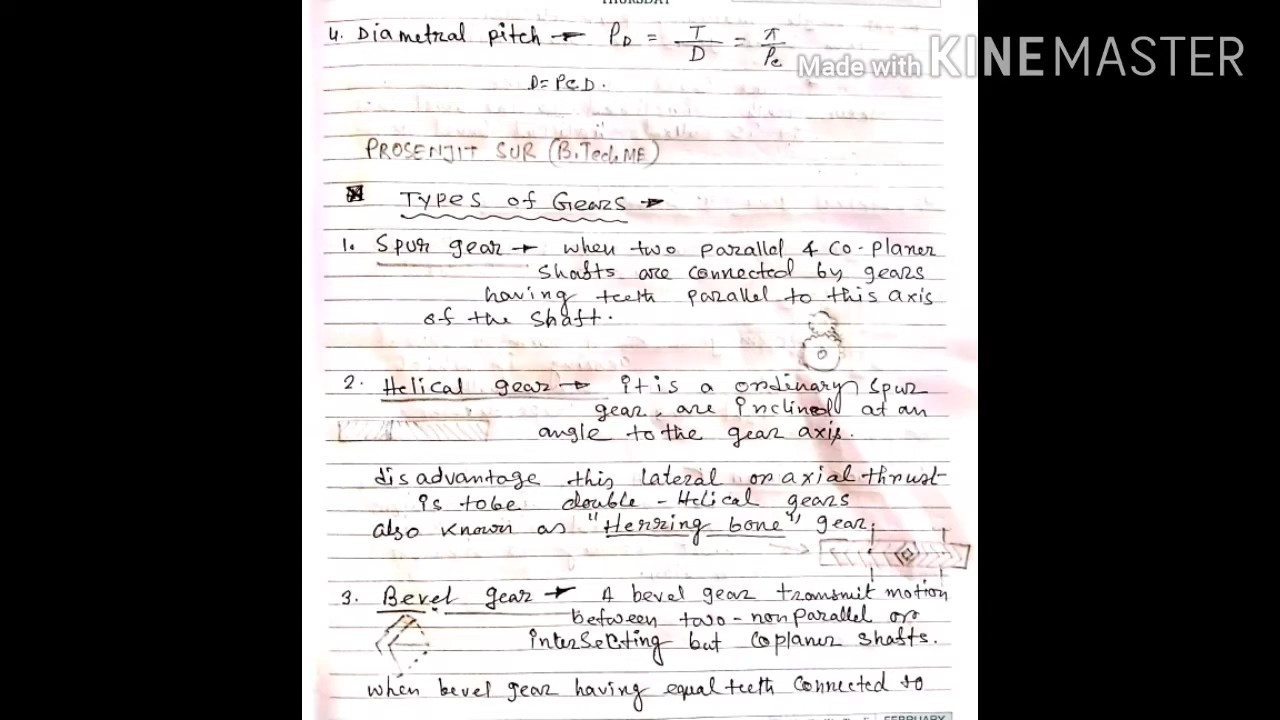 THURSDAY
4. Diametral pitch → PD = T/D = π/Pc
Made with KINEMASTER
D = PCD.
PROSENJIT SUR (B.Tech, ME)
Types of Gears →
1. Spur gear → when two parallel & co-planer
shafts are connected by gears
having teeth parallel to this axis
of the shaft.
2. Helical gear → it is a ordinary spur
gear, are inclined at an
angle to the gear axis.
disadvantage this lateral or axial thrust
is tobe double - Helical gears
also known as "Herring bone" gear,
3. Bevel gear → A bevel gear transmit motion
between two - nonparallel or
intersecting but coplaner shafts.
when bevel gear having equal teeth connected to
FEBRUARY